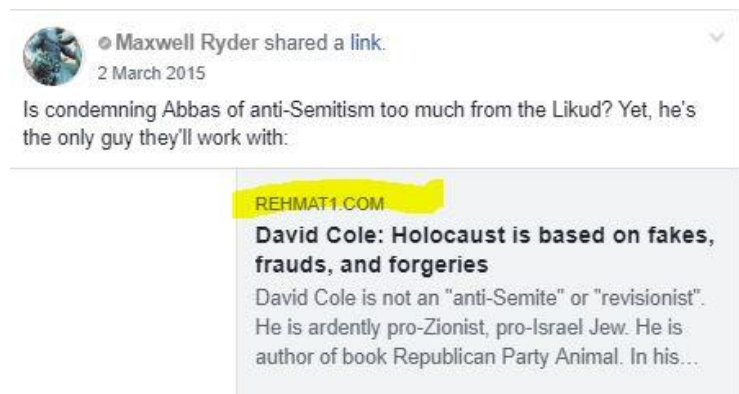 Maxwell Ryder shared a link.
2 March 2015
Is condemning Abbas of anti-Semitism too much from the Likud? Yet, he's
the only guy they'll work with:
REHMAT1.COM
David Cole: Holocaust is based on fakes,
frauds, and forgeries
David Cole is not an "anti-Semite" or "revisionist".
He is ardently pro-Zionist, pro-Israel Jew. He is
author of book Republican Party Animal. In his...